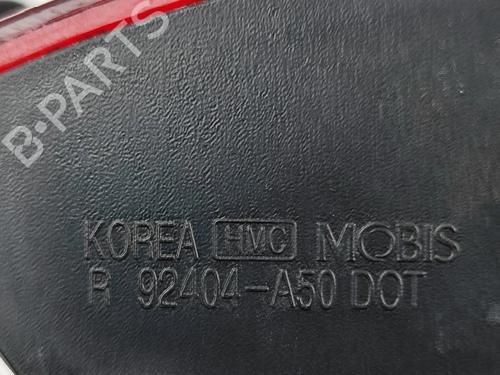 B-PARTS
KOREA HMC MOBIS
R 92404-A50 DOT